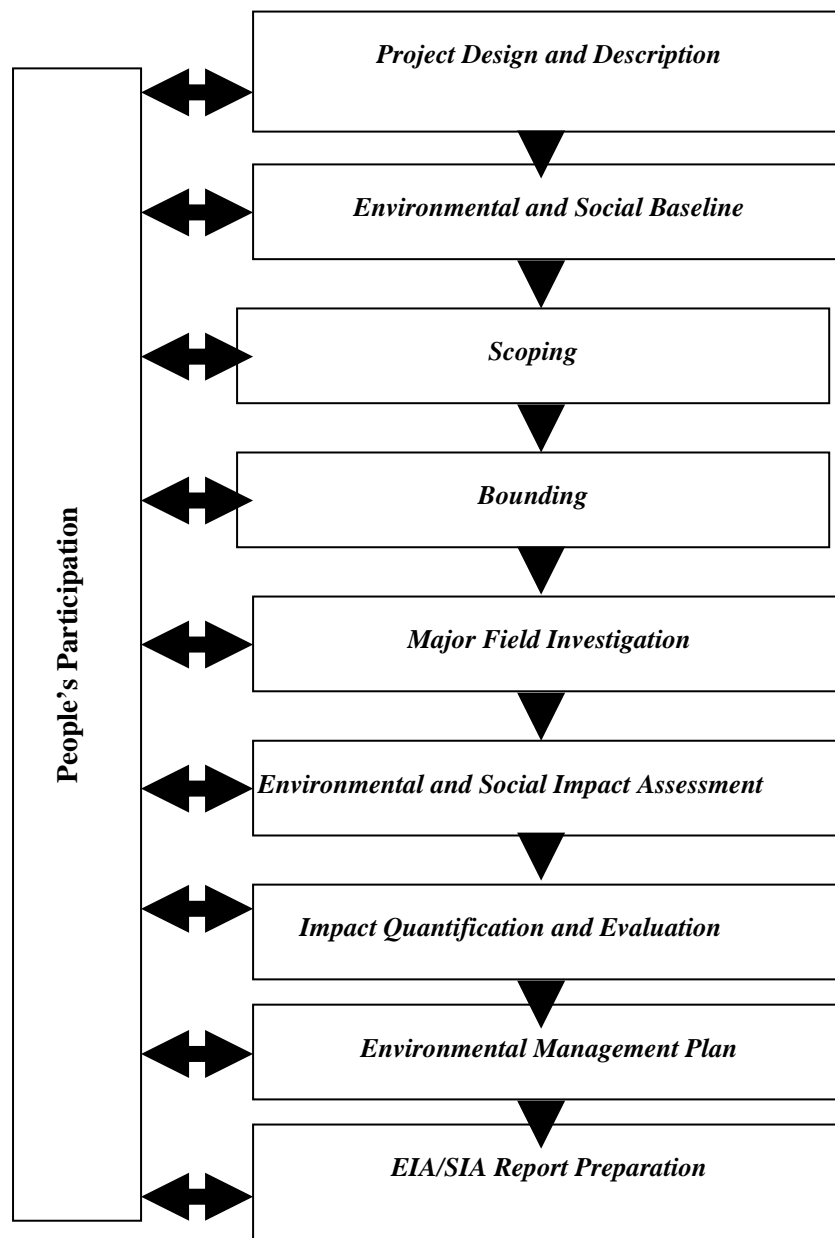 Project Design and Description
Environmental and Social Baseline
Scoping
Bounding
Major Field Investigation
Environmental and Social Impact Assessment
Impact Quantification and Evaluation
Environmental Management Plan
EIA/SIA Report Preparation
People’s Participation